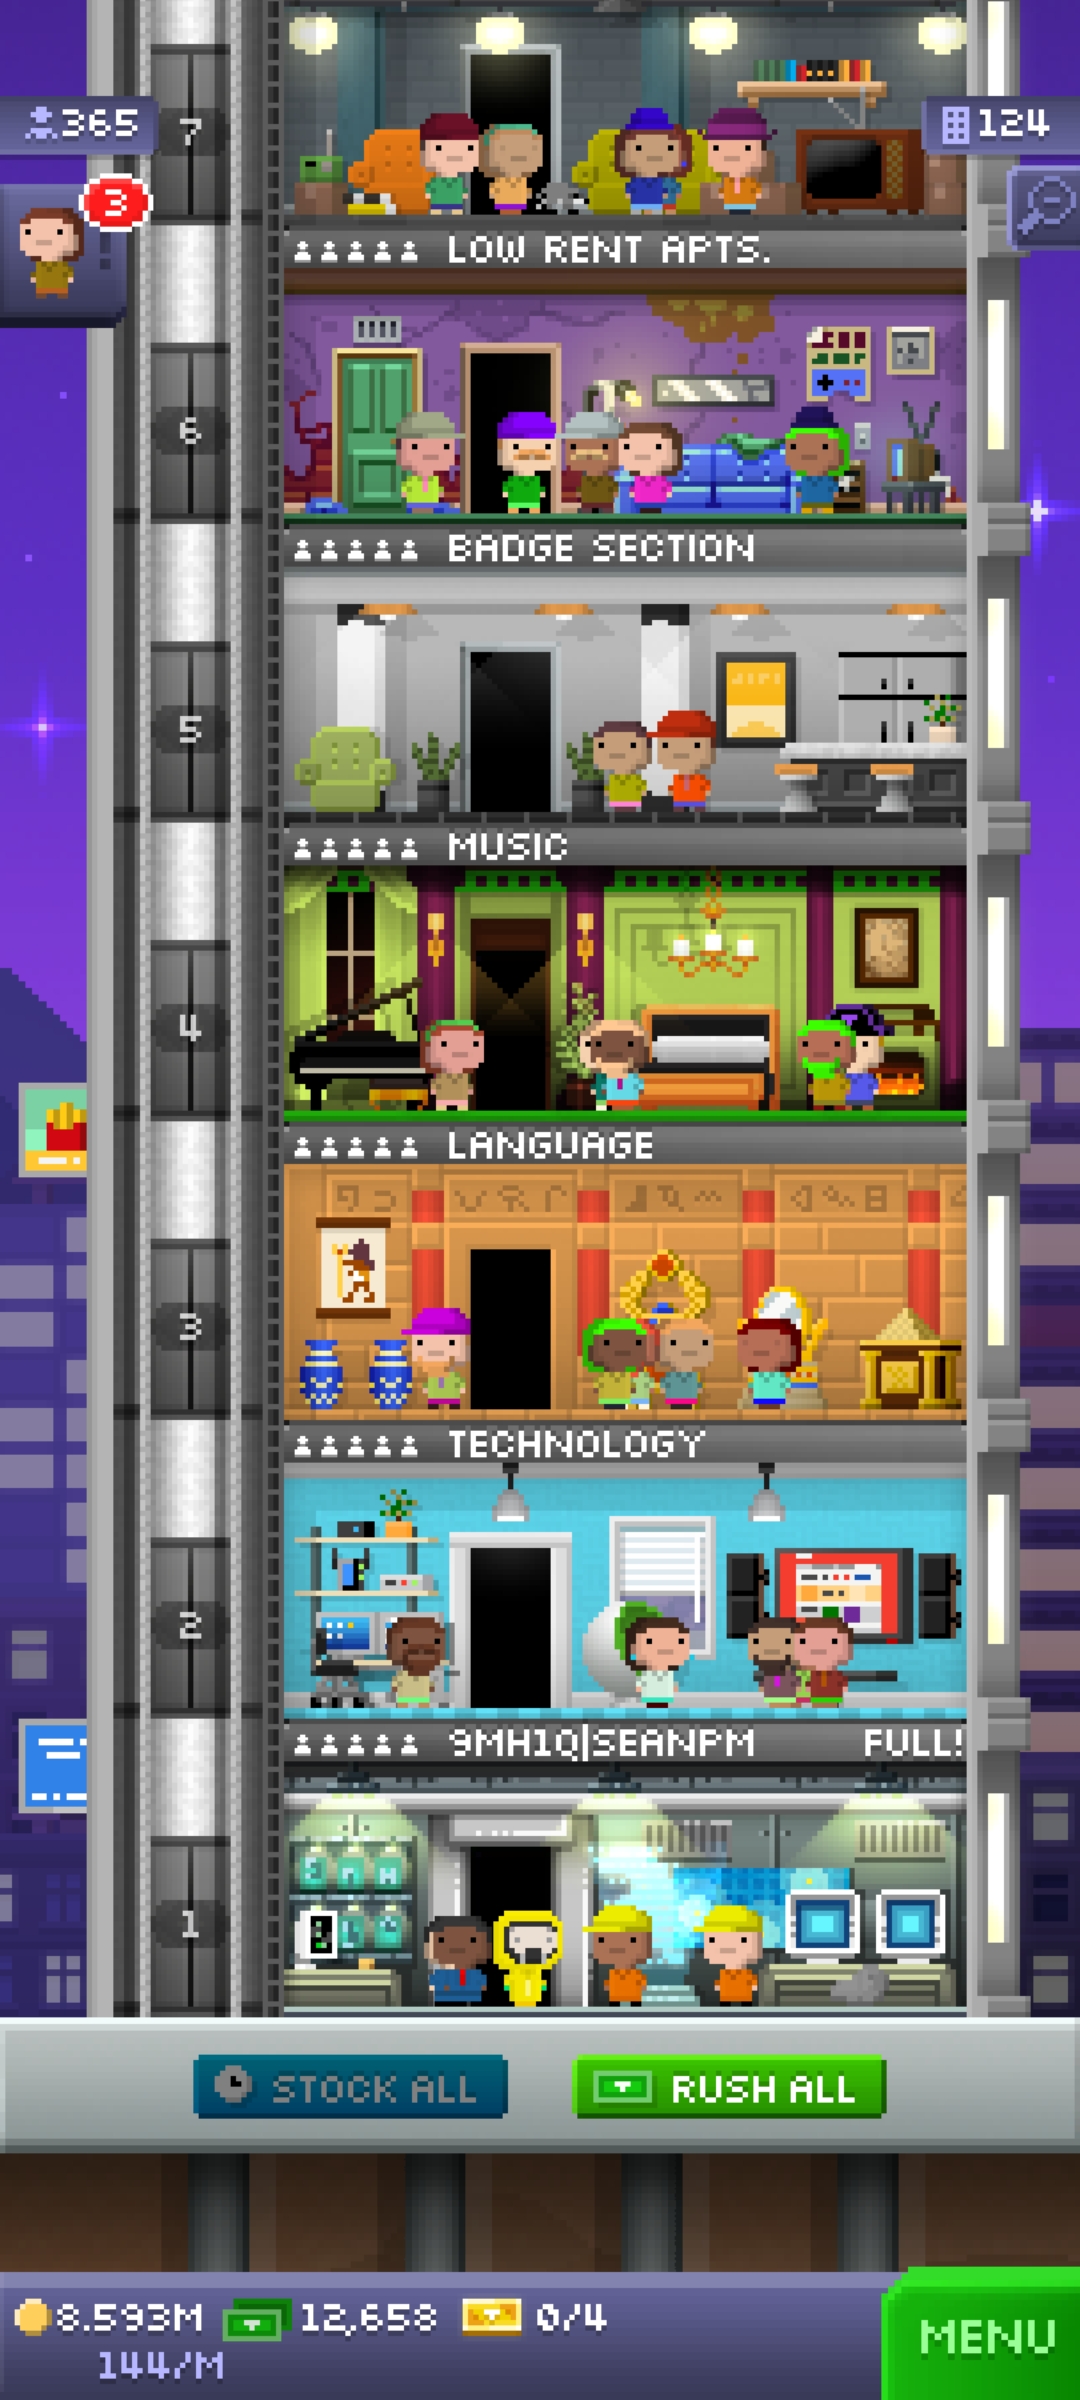 365
7
124
3
LOW RENT APTS.
6
BADGE SECTION
5
MUSIC
4
LANGUAGE
3
TECHNOLOGY
2
9MH1Q|SEANPM FULL!
1
STOCK ALL
RUSH ALL
8.593M 12,658 0/4
144/M
MENU